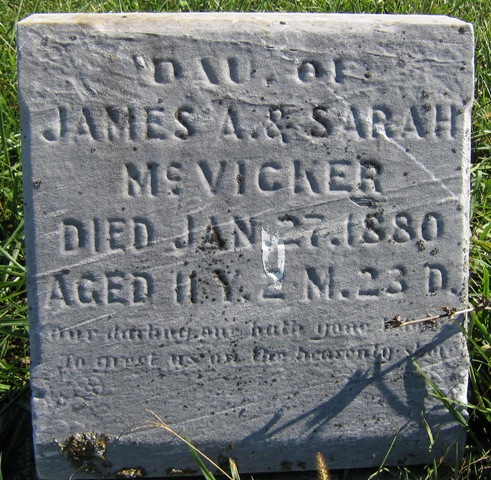 DAU. OF
JAMES A. & SARAH
McVICKER
DIED JAN. 27, 1880
AGED 11 Y. 2 M. 23 D.
Our darling one hath gone
to greet us on the heavenly